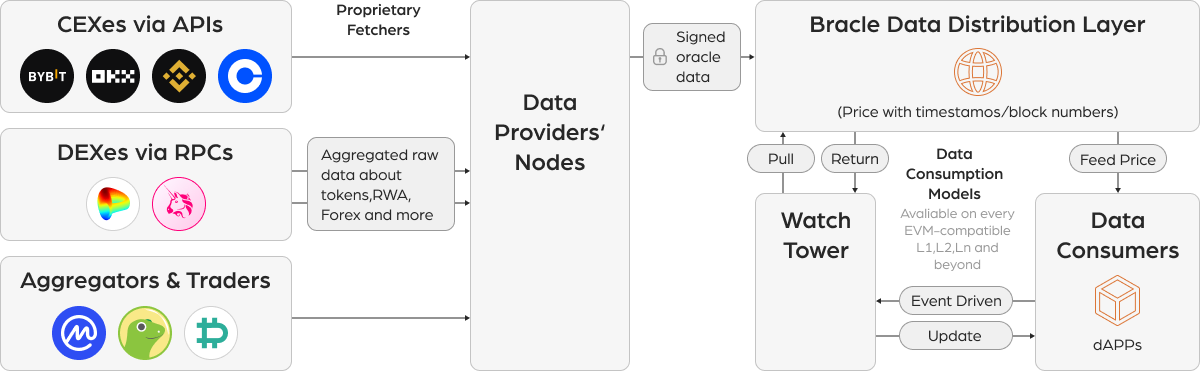 CEXes via APIs
BYBIT
OKX
DEXes via RPCs
Aggregators & Traders
Proprietary
Fetchers
Aggregated raw
data about
tokens,RWA,
Forex and more
Data
Providers‘
Nodes
Signed
oracle
data
Bracle Data Distribution Layer
(Price with timestamos/block numbers)
Pull
Return
Data
Consumption
Models
Avaliable on every
EVM-compatible
L1,L2,Ln and
beyond
Feed Price
Watch
Tower
Event Driven
Update
Data
Consumers
dAPPs